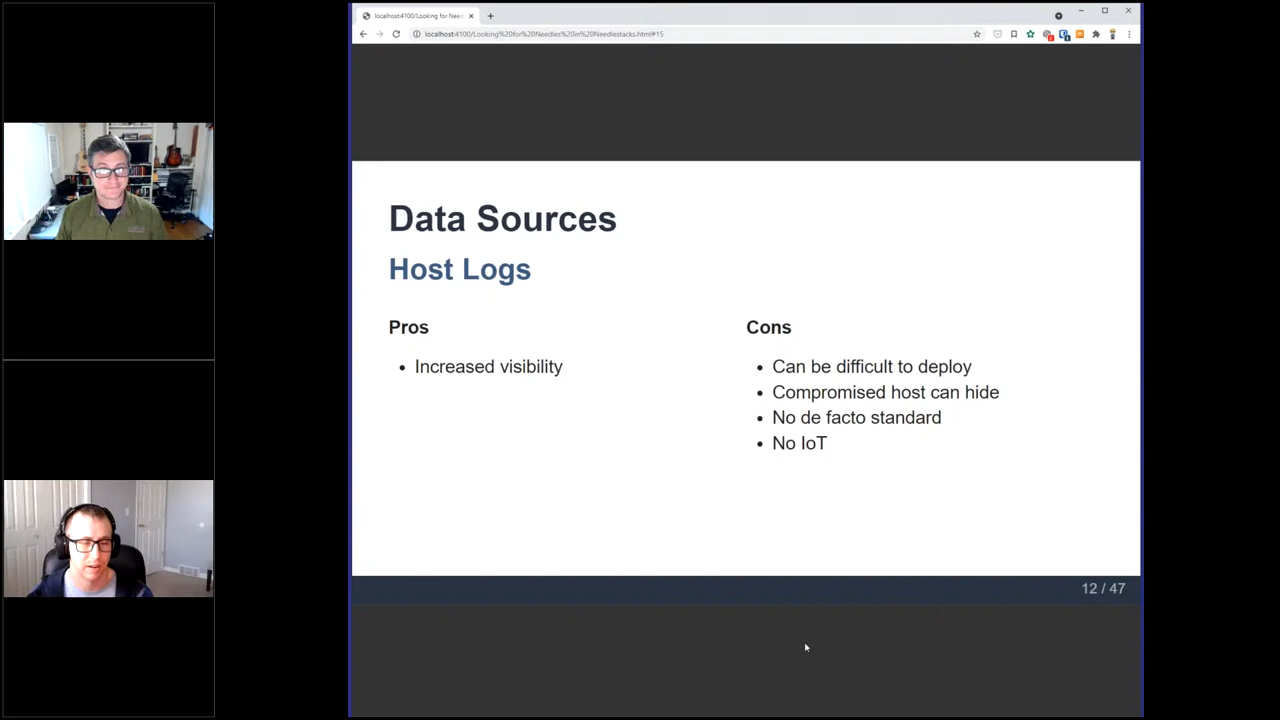 localhost:4100/Looking for Need
localhost:4100/Looking%20for%20Needles%20in%20Needlestacks.html#15
Data Sources
Host Logs
Pros
• Increased visibility
Cons
• Can be difficult to deploy
• Compromised host can hide
• No de facto standard
• No IoT
12 / 47